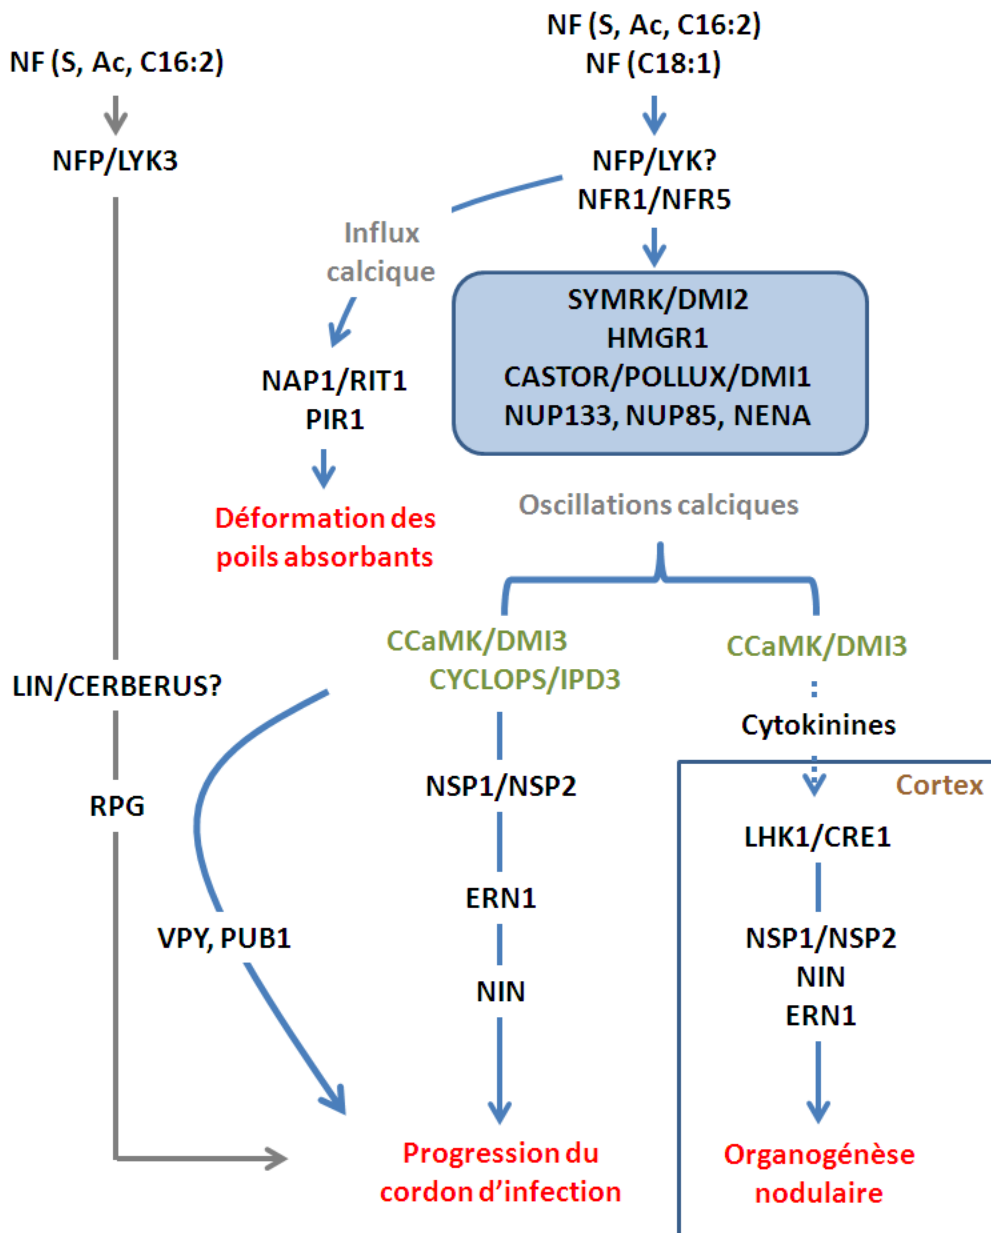 NF (S, Ac, C16:2)
NF (C18:1)
NF (S, Ac, C16:2)
NFP/LYK3
NFP/LYK?
NFR1/NFR5
Influx
calcique
SYMRK/DMI2
HMGR1
CASTOR/POLLUX/DMI1
NUP133, NUP85, NENA
NAP1/RIT1
PIR1
Déformation des
poils absorbants
Oscillations calciques
CCaMK/DMI3
CYCLOPS/IPD3
CCaMK/DMI3
LIN/CERBERUS?
Cytokinines
Cortex
NSP1/NSP2
RPG
LHK1/CRE1
ERN1
VPY, PUB1
NSP1/NSP2
NIN
ERN1
NIN
Progression du
cordon d’infection
Organogénèse
nodulaire